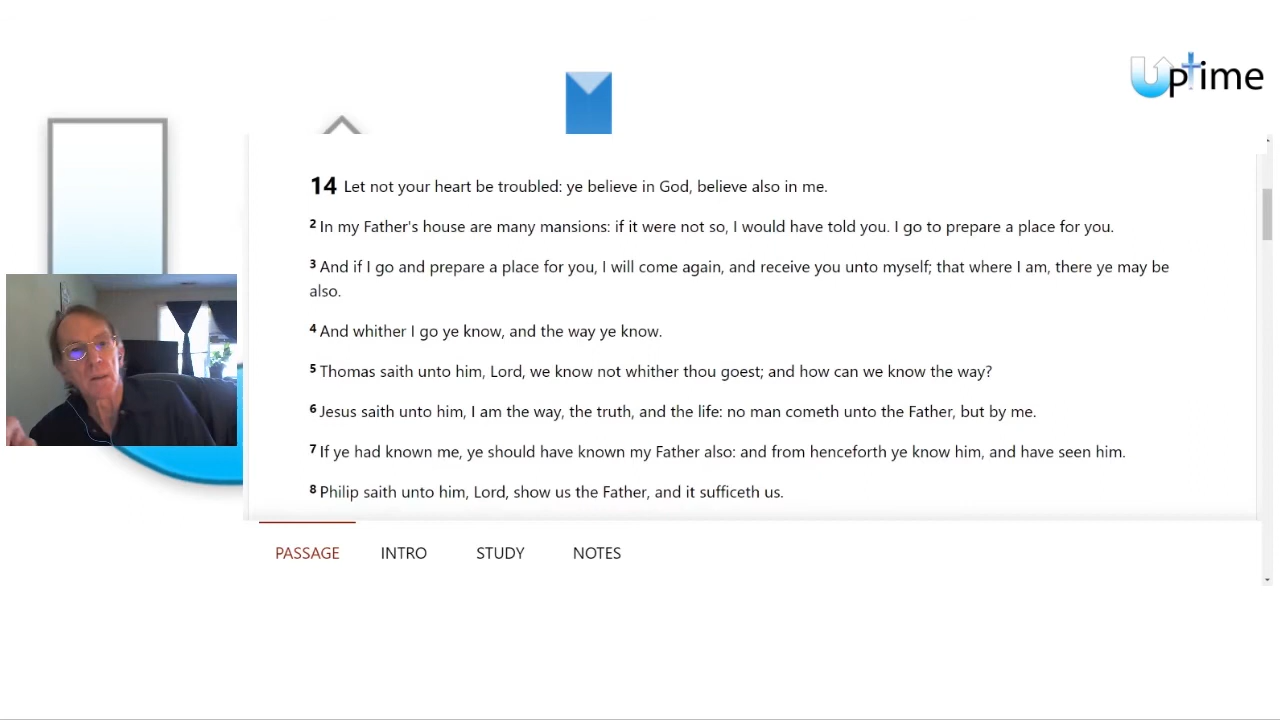 Uptime
14 Let not your heart be troubled: ye believe in God, believe also in me.
2 In my Father's house are many mansions: if it were not so, I would have told you. I go to prepare a place for you.
3 And if I go and prepare a place for you, I will come again, and receive you unto myself; that where I am, there ye may be
also.
4 And whither I go ye know, and the way ye know.
5 Thomas saith unto him, Lord, we know not whither thou goest; and how can we know the way?
6 Jesus saith unto him, I am the way, the truth, and the life: no man cometh unto the Father, but by me.
7 If ye had known me, ye should have known my Father also: and from henceforth ye know him, and have seen him.
8 Philip saith unto him, Lord, show us the Father, and it sufficeth us.
PASSAGE INTRO STUDY NOTES